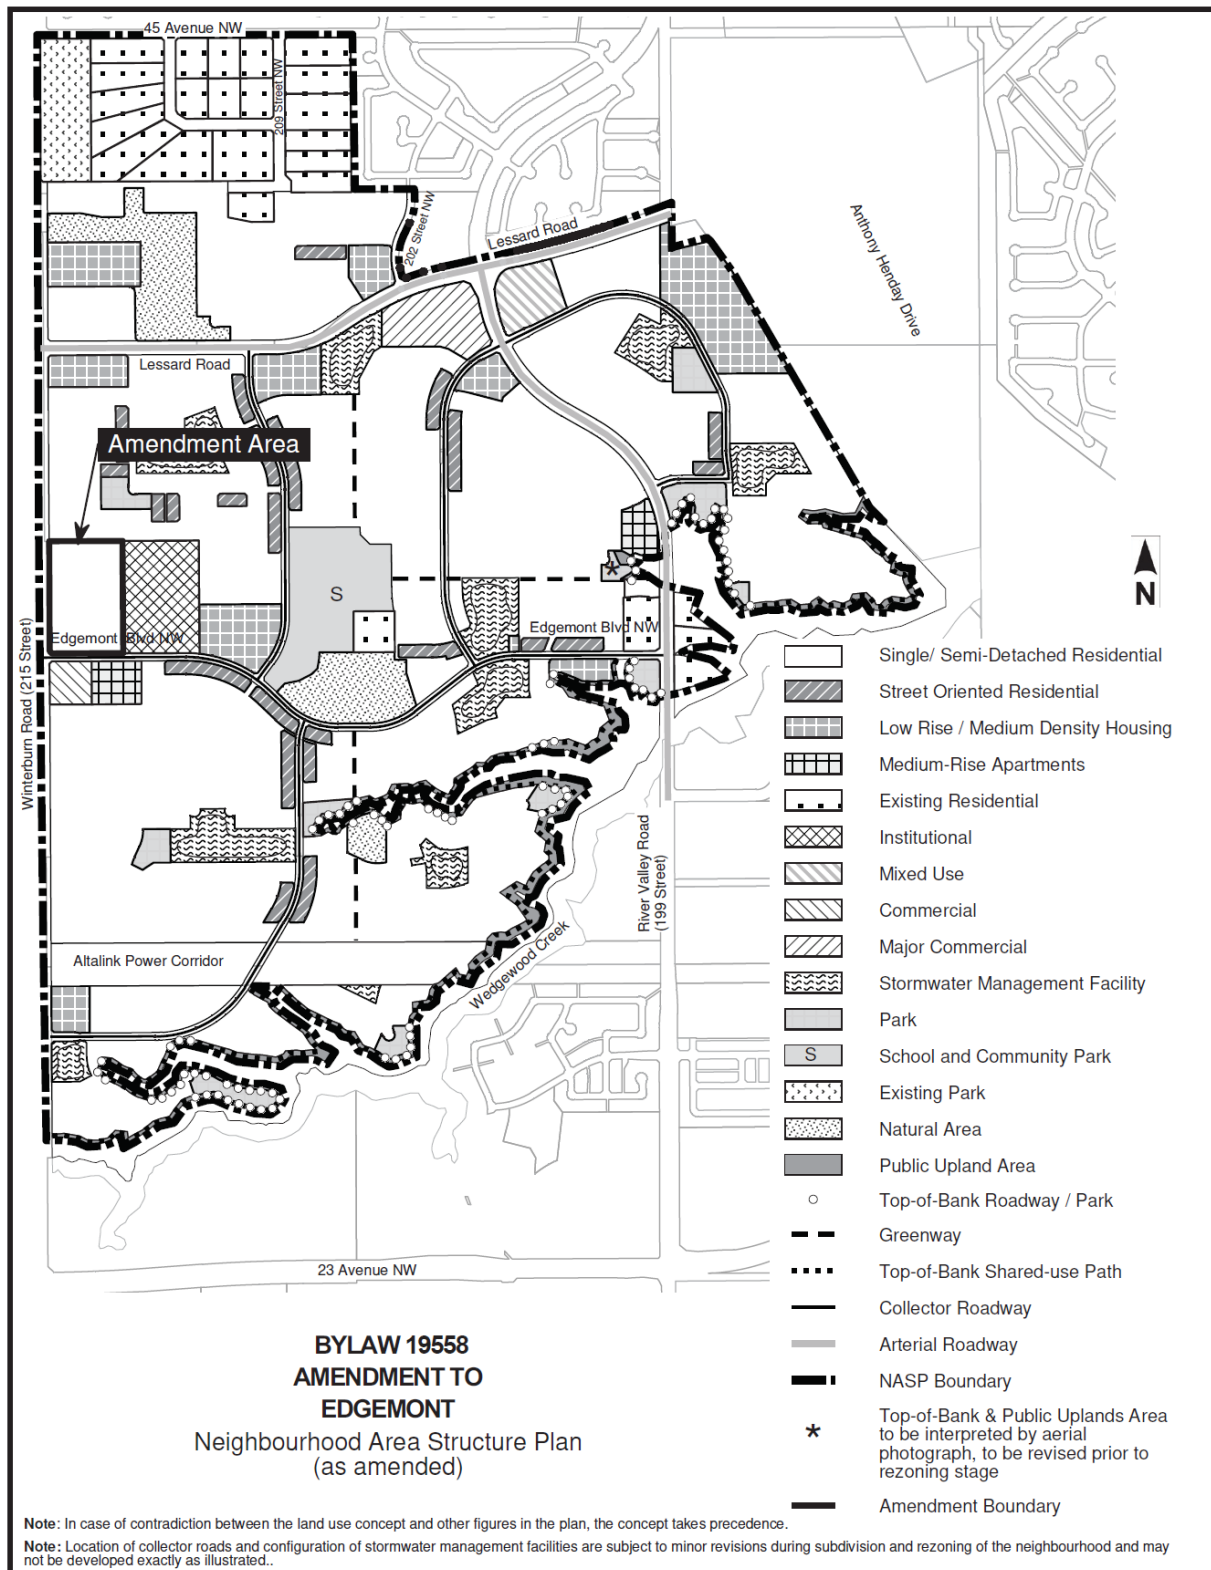 45 Avenue NW
209 Street NW
202 Street NW
Lessard Road
Anthony Henday Drive
Lessard Road
Amendment Area
S
Edgemont Blvd NW
Edgemont Blvd NW
Winterburn Road (215 Street)
N
River Valley Road
(199 Street)
Altalink Power Corridor
Wedgewood Creek
23 Avenue NW
Single/ Semi-Detached Residential
Street Oriented Residential
Low Rise / Medium Density Housing
Medium-Rise Apartments
Existing Residential
Institutional
Mixed Use
Commercial
Major Commercial
Stormwater Management Facility
Park
S School and Community Park
Existing Park
Natural Area
Public Upland Area
Top-of-Bank Roadway / Park
Greenway
Top-of-Bank Shared-use Path
Collector Roadway
Arterial Roadway
NASP Boundary
* Top-of-Bank & Public Uplands Area
to be interpreted by aerial
photograph, to be revised prior to
rezoning stage
Amendment Boundary
BYLAW 19558
AMENDMENT TO
EDGEMONT
Neighbourhood Area Structure Plan
(as amended)
Note: In case of contradiction between the land use concept and other figures in the plan, the concept takes precedence.
Note: Location of collector roads and configuration of stormwater management facilities are subject to minor revisions during subdivision and rezoning of the neighbourhood and may
not be developed exactly as illustrated..